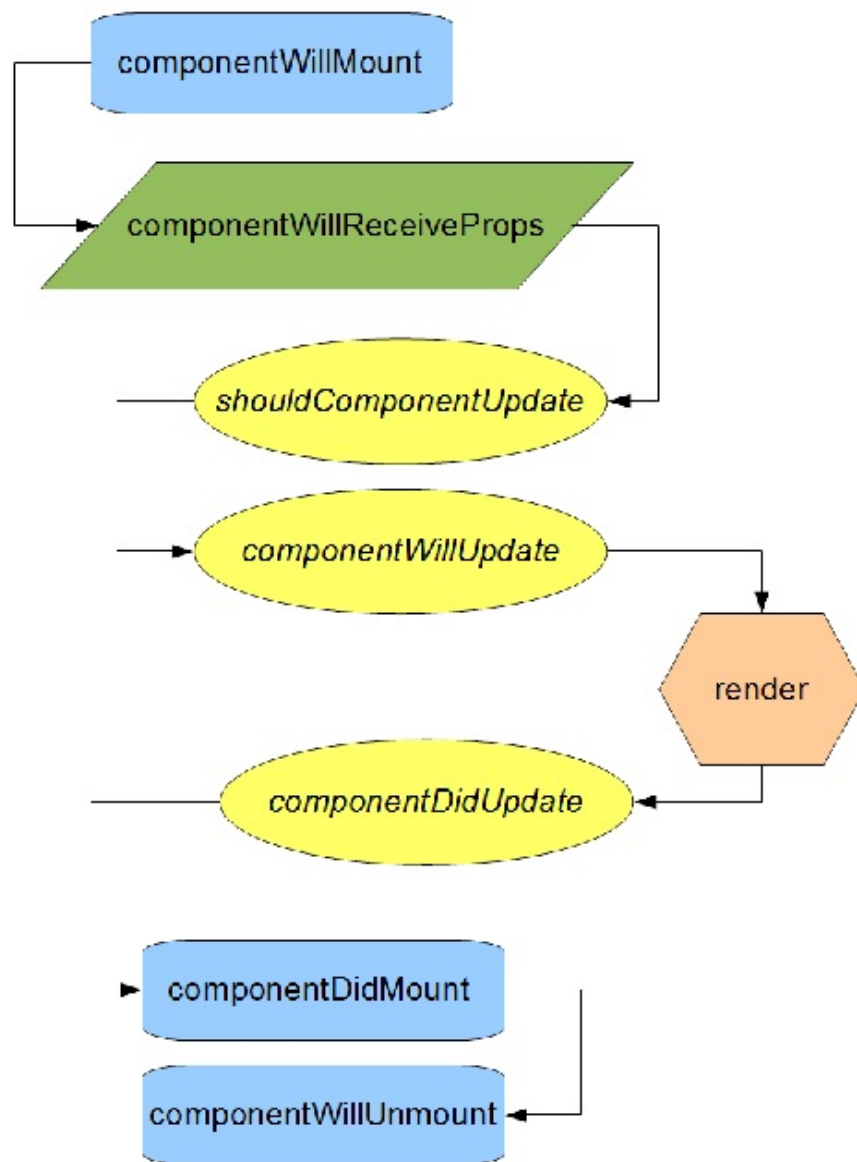 componentWillMount
componentWillReceiveProps
shouldComponentUpdate
componentWillUpdate
render
componentDidUpdate
componentDidMount
componentWillUnmount